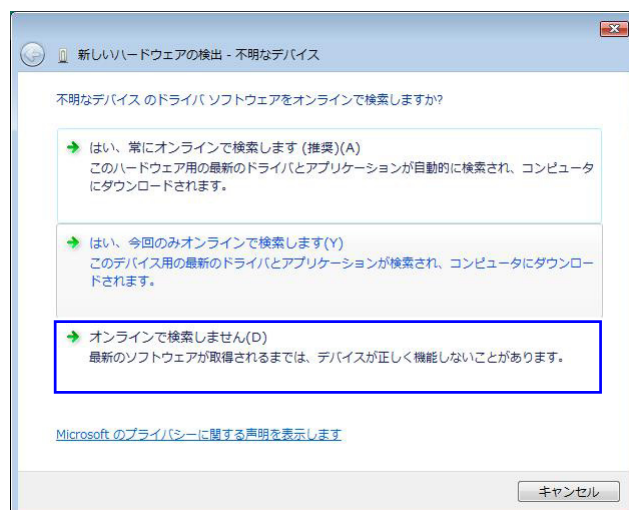 新しいハードウェアの検出 - 不明なデバイス
不明なデバイス のドライバ ソフトウェアをオンラインで検索しますか?
はい、常にオンラインで検索します (推奨)(A)
このハードウェア用の最新のドライバとアプリケーションが自動的に検索され、コンピュータ
にダウンロードされます。
はい、今回のみオンラインで検索します(Y)
このデバイス用の最新のドライバとアプリケーションが検索され、コンピュータにダウンロー
ドされます。
オンラインで検索しません(D)
最新のソフトウェアが取得されるまでは、デバイスが正しく機能しないことがあります。
Microsoft のプライバシーに関する声明を表示します
キャンセル